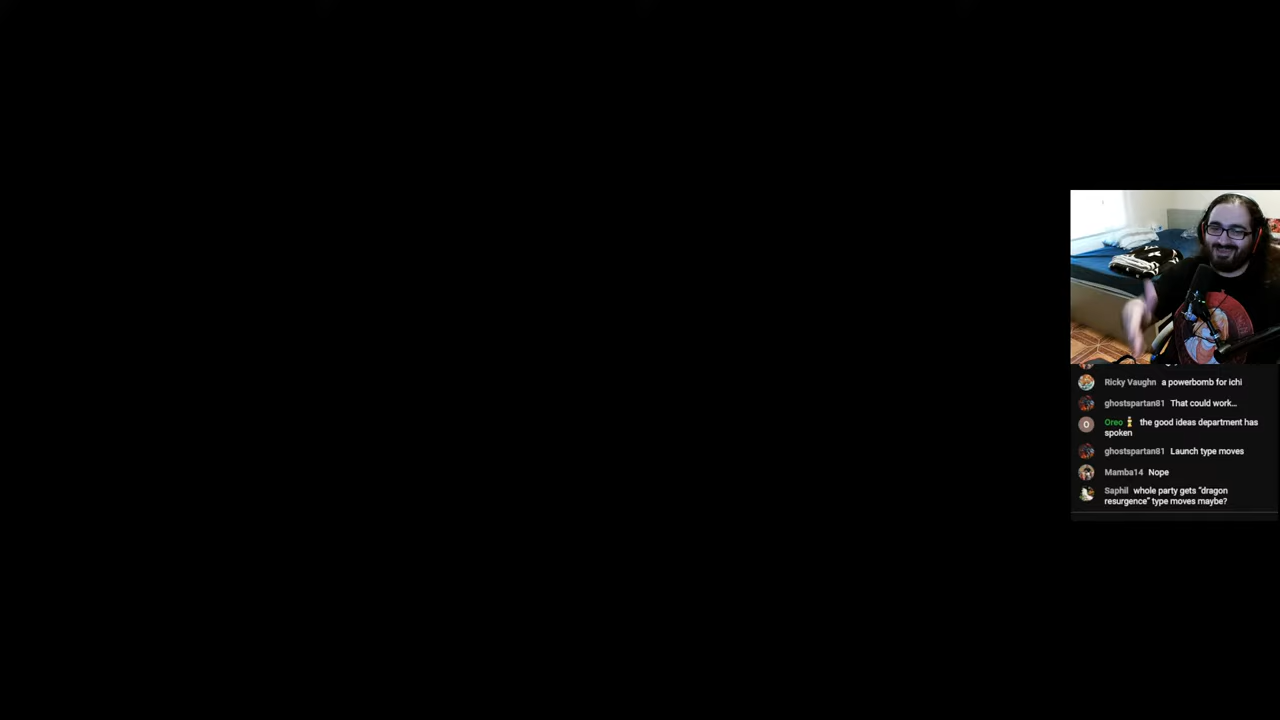 Ricky Vaughn a powerbomb for ichi
ghostspartan81 That could work...
Oreo the good ideas department has
spoken
ghostspartan81 Launch type moves
Mamba14 Nope
Saphil whole party gets "dragon
resurgence" type moves maybe?